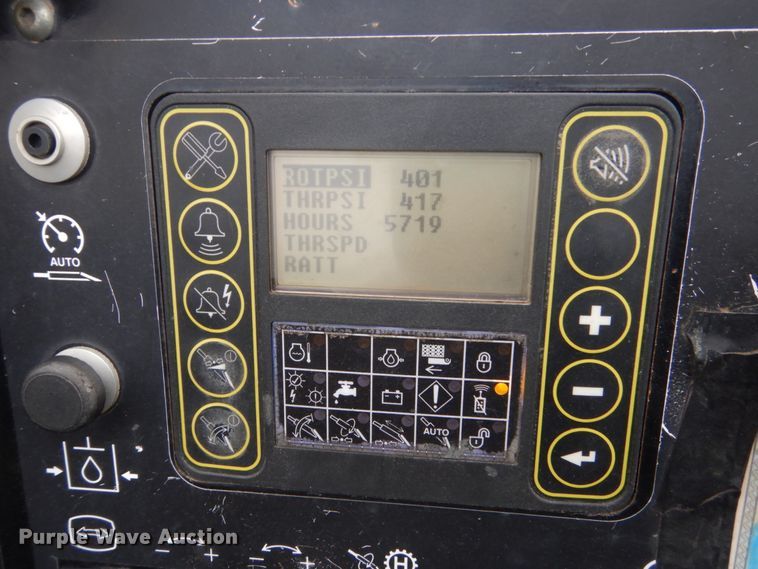 ROTPSI 401
THRPSI 417
HOURS 5719
THRSPD
RATT
AUTO
AUTO
H
- +
- +
Purple Wave Auction